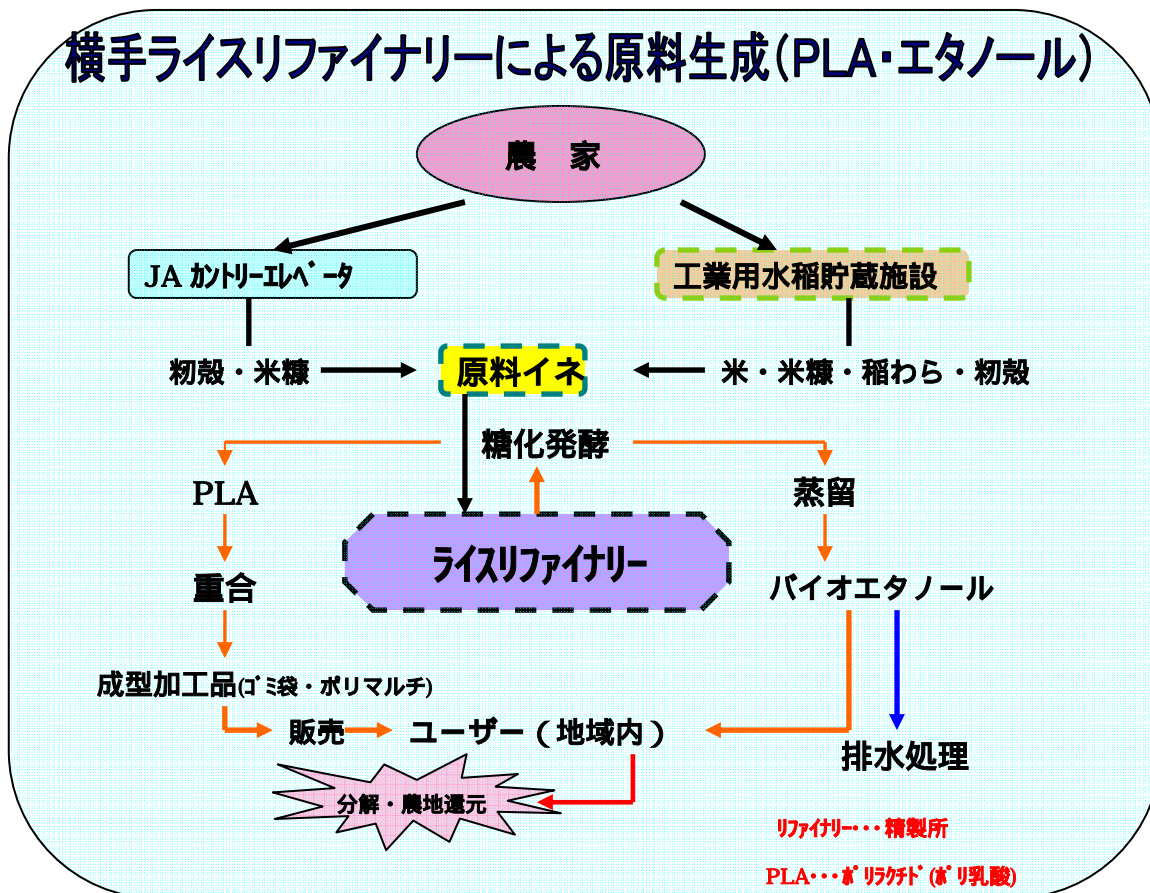 横手ライスリファイナリーによる原料生成(PLA・エタノール)
農　家
JA ｶﾝﾄﾘｰｴﾚﾍﾞｰﾀ
工業用水稲貯蔵施設
籾殻・米糠
原料イネ
米・米糠・稲わら・籾殻
糖化発酵
PLA
蒸留
ライスリファイナリー
重合
バイオエタノール
成型加工品(ｺﾞﾐ袋・ポリマルチ)
販売
ユーザー（地域内）
排水処理
分解・農地還元
ﾘﾌｧｲﾅﾘｰ･･･精製所
PLA･･･ﾎﾟﾘﾗｸﾁﾄﾞ(ﾎﾟﾘ乳酸)